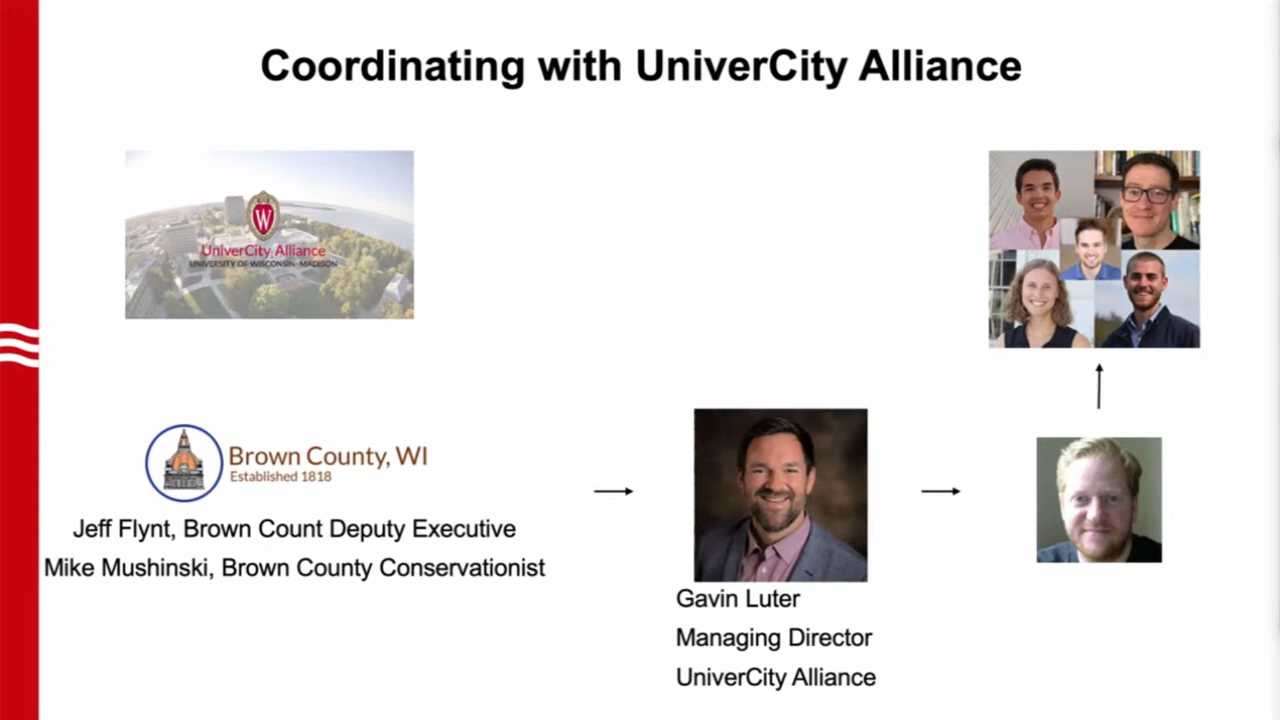 Coordinating with UniverCity Alliance
W
UniverCity Alliance
UNIVERSITY OF WISCONSIN-MADISON
Brown County, WI
Established 1818
Jeff Flynt, Brown Count Deputy Executive
Mike Mushinski, Brown County Conservationist
Gavin Luter
Managing Director
UniverCity Alliance